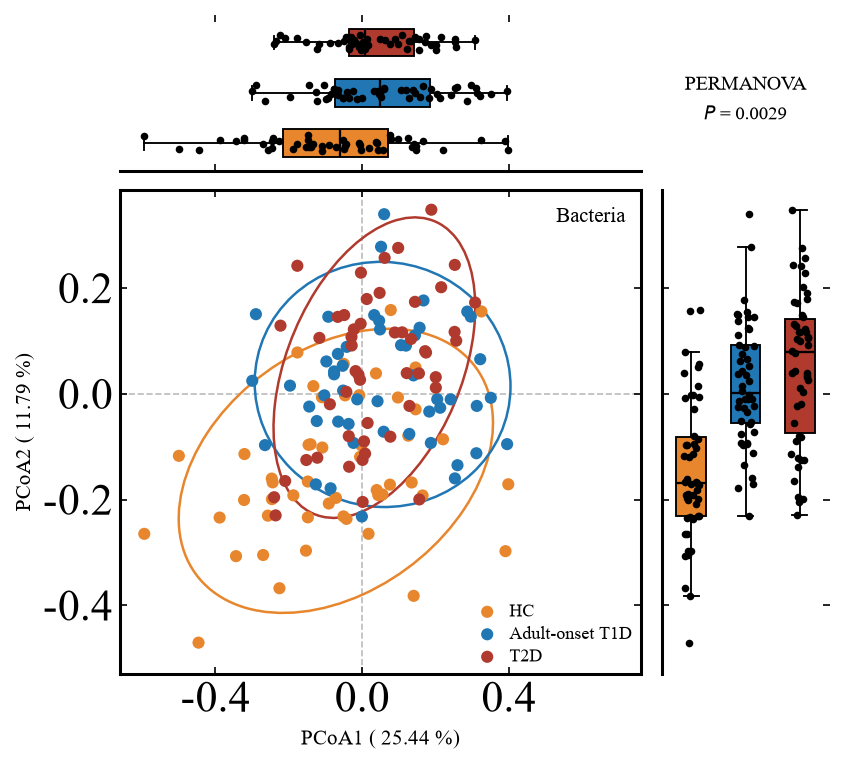 PERMANOVA
P = 0.0029
Bacteria
0.2
0.0
-0.2
-0.4
PCoA2 ( 11.79 %)
HC
Adult-onset T1D
T2D
-0.4 0.0 0.4
PCoA1 ( 25.44 %)